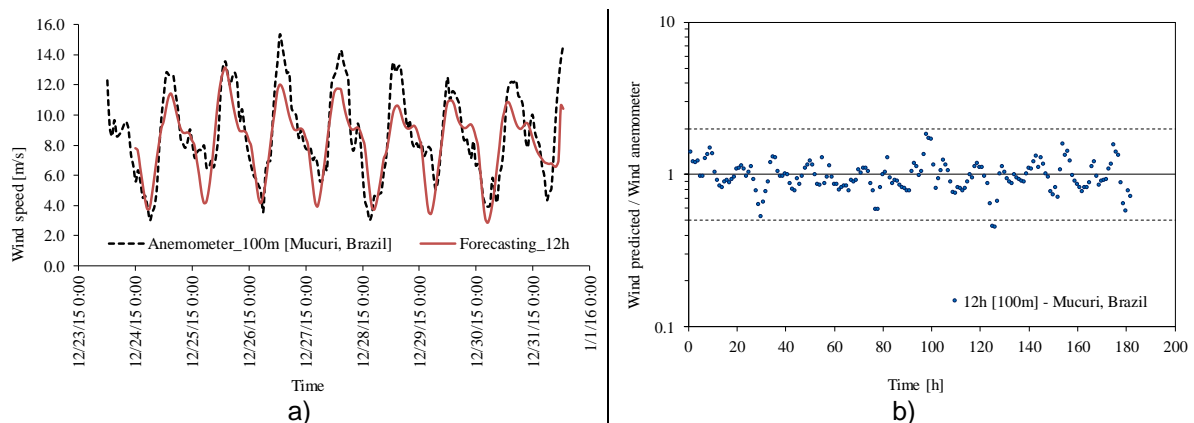 16.0
14.0
12.0
10.0
8.0
6.0
4.0
2.0
0.0
Wind speed [m/s]
Anemometer_100m [Mucuri, Brazil]
Forecasting_12h
12/23/15 0:00
12/24/15 0:00
12/25/15 0:00
12/26/15 0:00
12/27/15 0:00
12/28/15 0:00
12/29/15 0:00
12/30/15 0:00
12/31/15 0:00
1/1/16 0:00
Time
a)
10
1
0.1
Wind predicted / Wind anemometer
12h [100m] - Mucuri, Brazil
0 20 40 60 80 100 120 140 160 180 200
Time [h]
b)